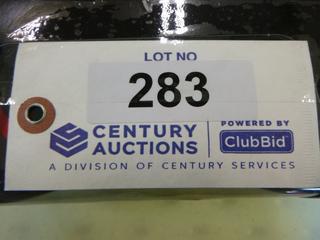 LOT NO
283
CENTURY
AUCTIONS
POWERED BY
ClubBid
A DIVISION OF CENTURY SERVICES